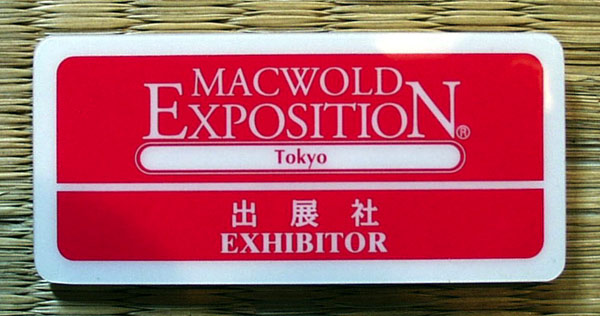 MACWOLD
EXPOSITION®
Tokyo
出展社
EXHIBITOR